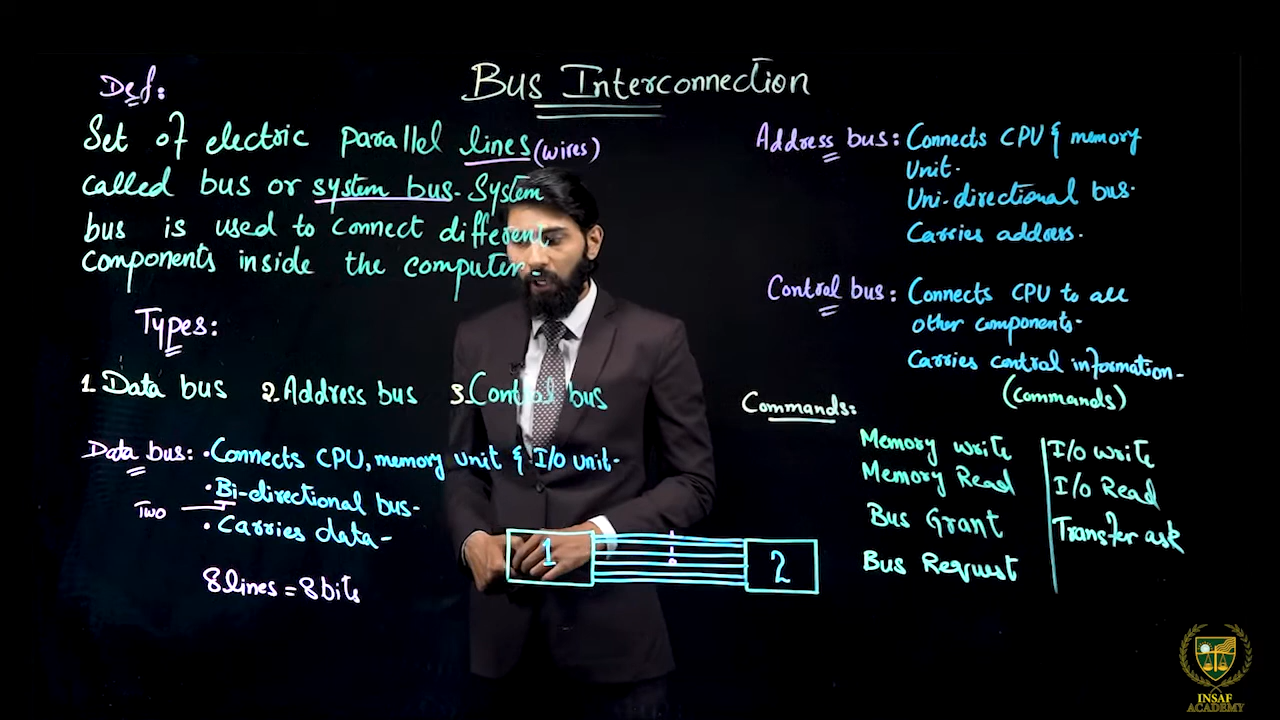 Bus Interconnection
Def:
Set of electric parallel lines (wires)
called bus or system bus. System
bus is used to connect different
components inside the computer.
Types:
1. Data bus 2. Address bus 3. Control bus
Data bus: • Connects CPU, memory unit & I/O unit.
• Bi-directional bus.
Two
• Carries data.
8 lines = 8 bits
1
2
Address bus: Connects CPU & memory
Unit.
Uni-directional bus.
Carries address.
Control bus: Connects CPU to all
other components.
Carries control information.
(commands)
Commands:
Memory write I/O write
Memory Read I/O Read
Bus Grant Transfer ask
Bus Request
INSAF
ACADEMY